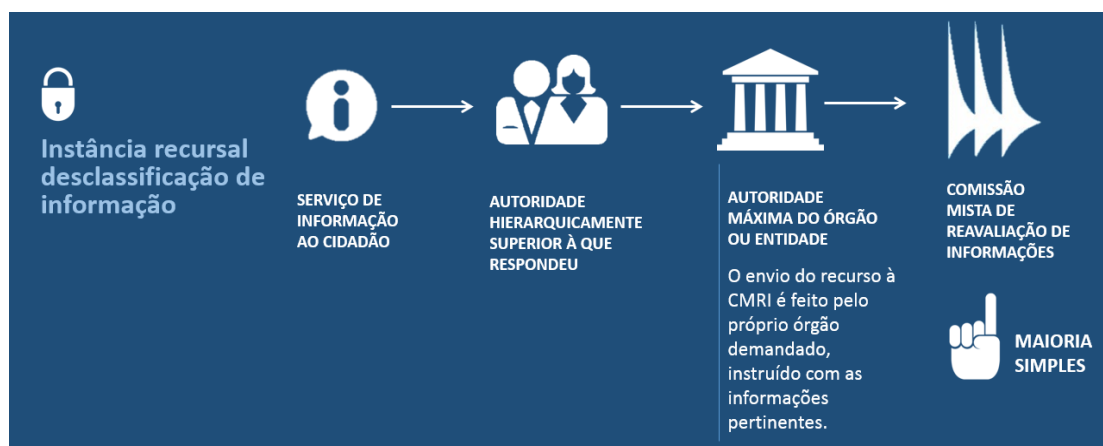 Instância recursal
desclassificação de
informação
SERVIÇO DE
INFORMAÇÃO
AO CIDADÃO
AUTORIDADE
HIERARQUICAMENTE
SUPERIOR À QUE
RESPONDEU
AUTORIDADE
MÁXIMA DO ÓRGÃO
OU ENTIDADE
O envio do recurso à
CMRI é feito pelo
próprio órgão
demandado,
instruído com as
informações
pertinentes.
COMISSÃO
MISTA DE
REAVALIAÇÃO DE
INFORMAÇÕES
MAIORIA
SIMPLES